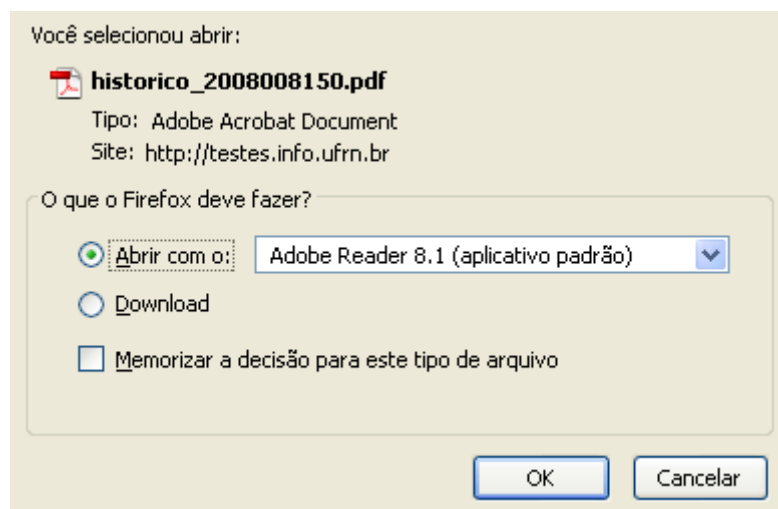 Você selecionou abrir:
historico_2008008150.pdf
Tipo: Adobe Acrobat Document
Site: http://testes.info.ufrn.br
O que o Firefox deve fazer?
Abrir com o: Adobe Reader 8.1 (aplicativo padrão)
Download
Memorizar a decisão para este tipo de arquivo
OK Cancelar